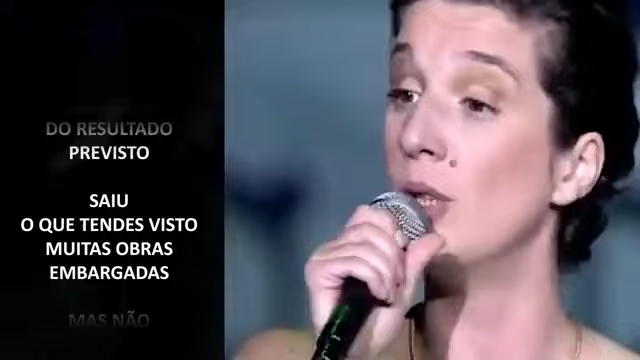 DO RESULTADO
PREVISTO
SAIU
O QUE TENDES VISTO
MUITAS OBRAS
EMBARGADAS
MAS NÃO